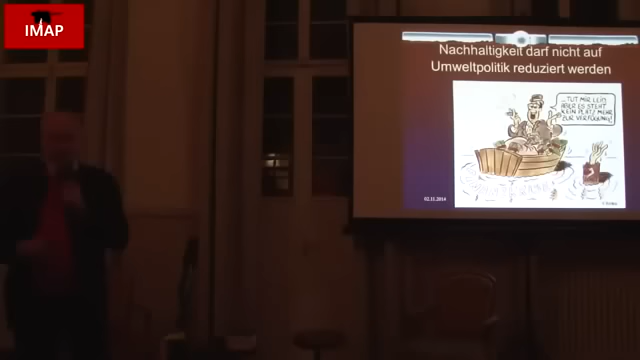 IMAP
Nachhaltigkeit darf nicht auf
Umweltpolitik reduziert werden
...TUT MIR LEID
ABER ES STEHT
KEIN PLATZ MEHR
ZUR VERFÜGUNG!
02.11.2014